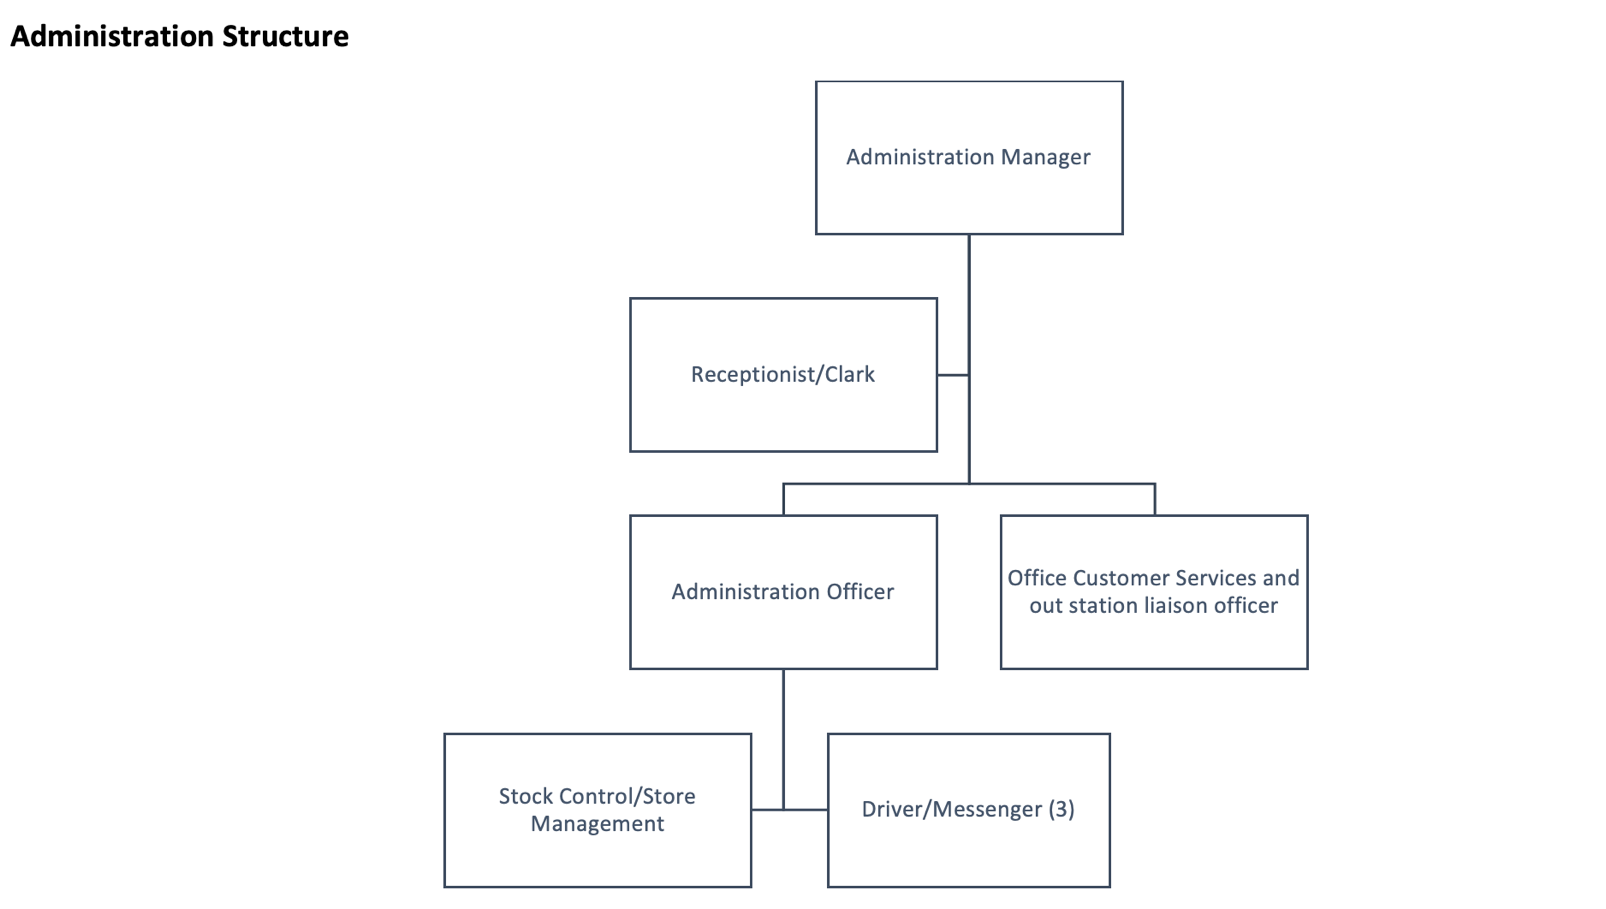 Administration Structure
Administration Manager
Receptionist/Clark
Administration Officer
Office Customer Services and
out station liaison officer
Stock Control/Store
Management
Driver/Messenger (3)